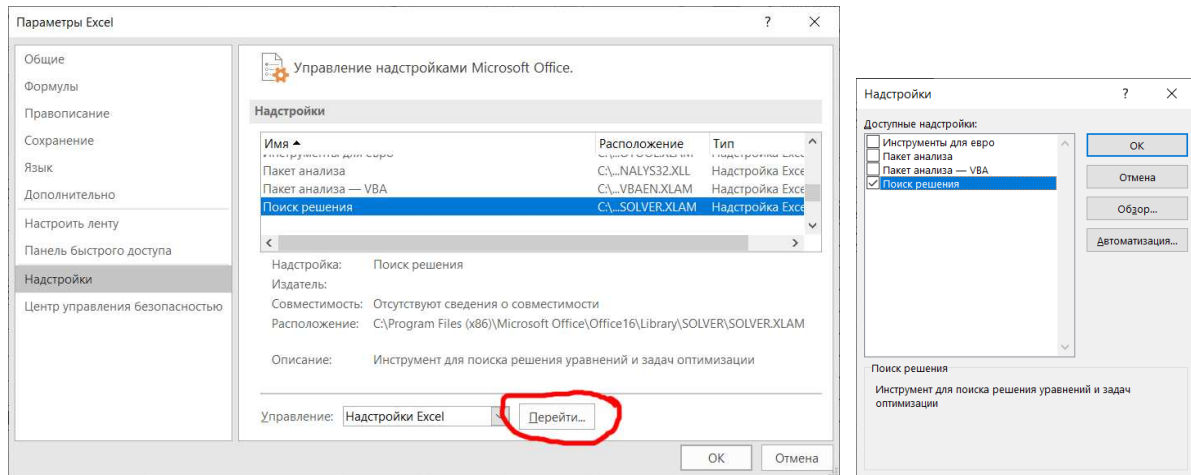 Параметры Excel
?
Общие
Формулы
Правописание
Сохранение
Язык
Дополнительно
Настроить ленту
Панель быстрого доступа
Надстройки
Центр управления безопасностью
Управление надстройками Microsoft Office.
Надстройки
Имя Расположение Тип
Пакет анализа C:\...NALYS32.XLL Надстройка Exce
Пакет анализа — VBA C:\...VBAEN.XLAM Надстройка Exce
Поиск решения C:\...SOLVER.XLAM Надстройка Exce
Надстройка: Поиск решения
Издатель:
Совместимость: Отсутствуют сведения о совместимости
Расположение: C:\Program Files (x86)\Microsoft Office\Office16\Library\SOLVER\SOLVER.XLAM
Описание: Инструмент для поиска решения уравнений и задач оптимизации
Управление: Надстройки Excel Перейти...
ОК Отмена
Надстройки ?
Доступные надстройки:
Инструменты для евро
Пакет анализа
Пакет анализа — VBA
Поиск решения
ОК
Отмена
Обзор...
Автоматизация...
Поиск решения
Инструмент для поиска решения уравнений и задач
оптимизации